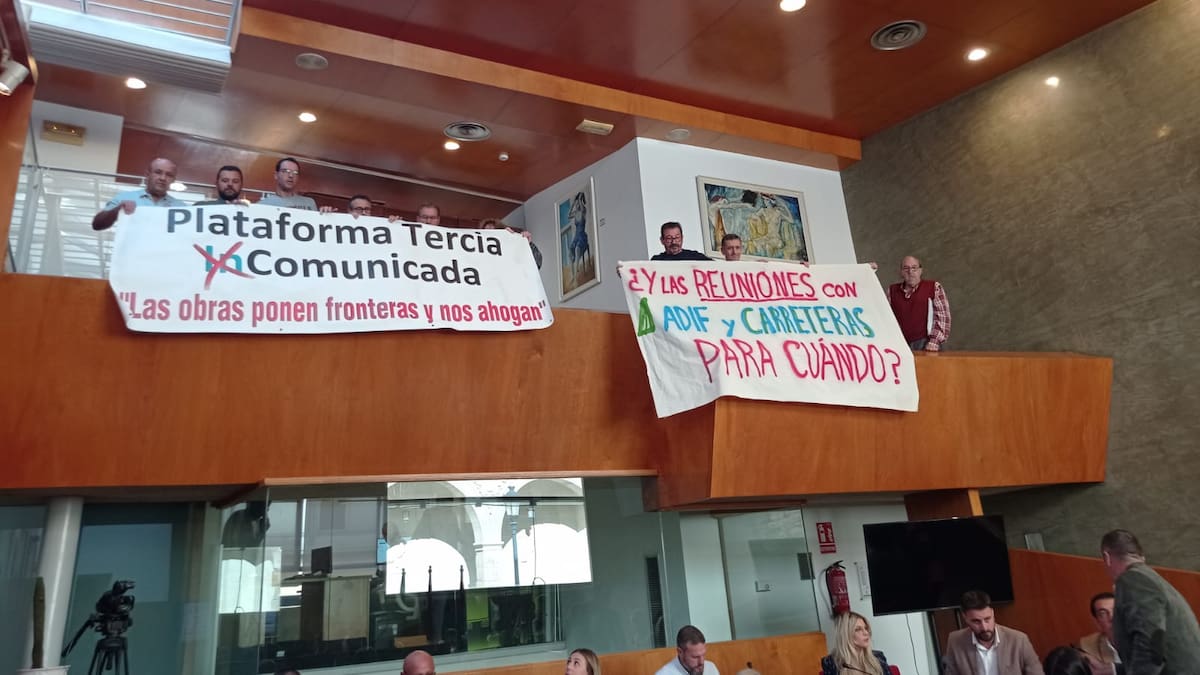 Plataforma Tercia
InComunicada
"Las obras ponen fronteras y nos ahogan"
¿Y LAS REUNIONES CON
ADIF Y CARRETERAS
PARA CUÁNDO?